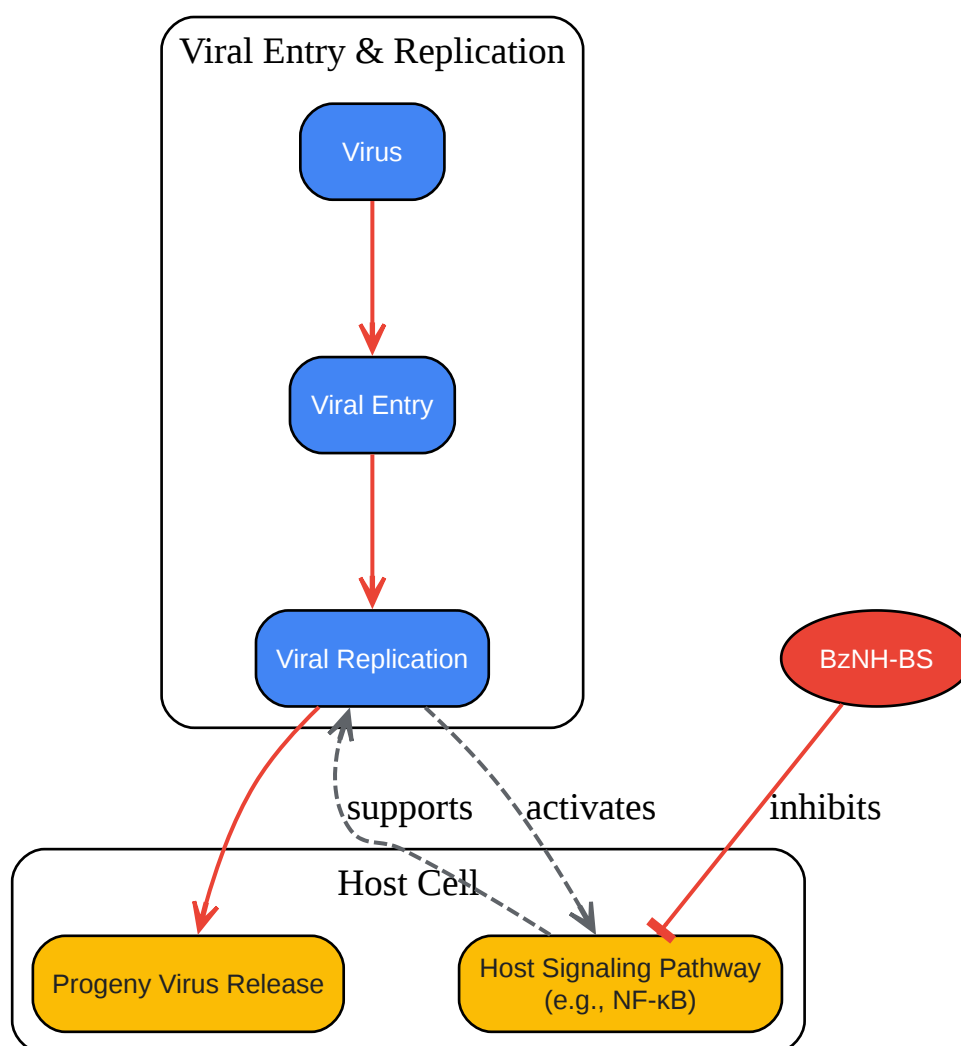 Viral Entry & Replication
Virus
Viral Entry
Viral Replication
BzNH-BS
supports
activates
inhibits
Host Cell
Progeny Virus Release
Host Signaling Pathway
(e.g., NF-κB)